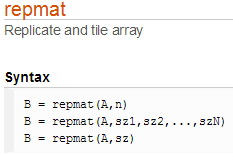 repmat
Replicate and tile array
Syntax
B = repmat(A,n)
B = repmat(A,sz1,sz2,...,szN)
B = repmat(A,sz)